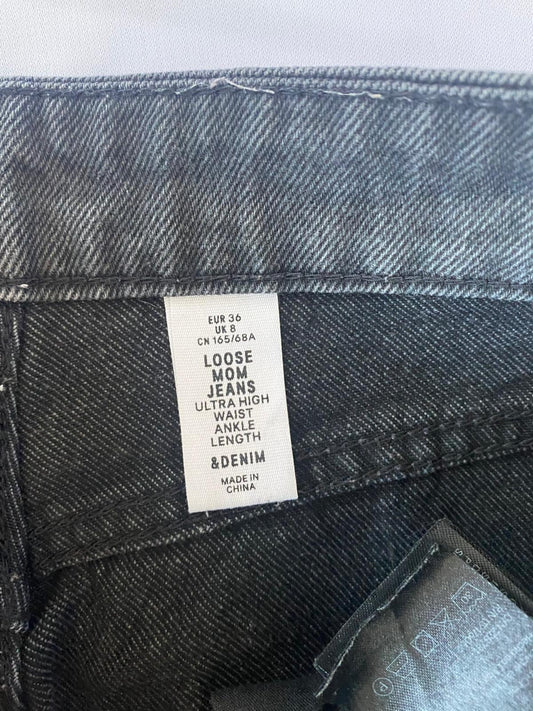 EUR 36
UK 8
CN 165/68A
LOOSE
MOM
JEANS
ULTRA HIGH
WAIST
ANKLE
LENGTH
&DENIM
MADE IN
CHINA